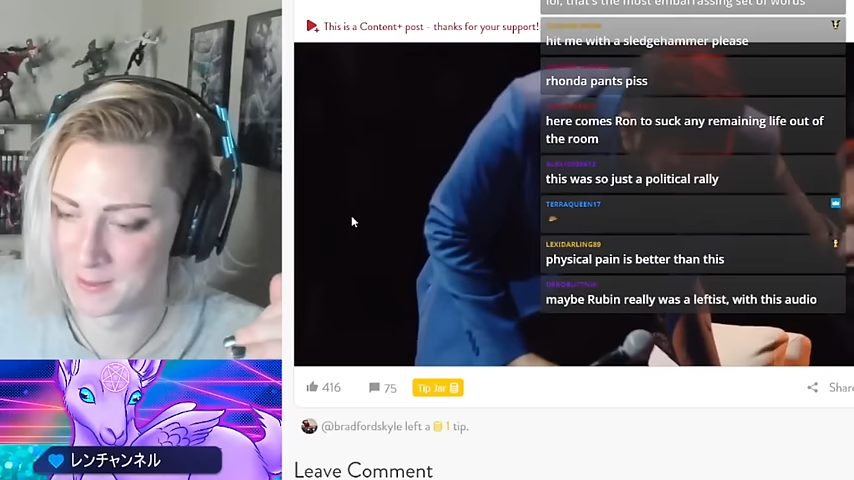 lol, that's the most embarrassing set of words
This is a Content+ post - thanks for your support!
hit me with a sledgehammer please
rhonda pants piss
here comes Ron to suck any remaining life out of
the room
this was so just a political rally
TERRAQUEEN17
LEXIDARLING89
physical pain is better than this
maybe Rubin really was a leftist, with this audio
416
75
Tip Jar
Share
@bradfordskyle left a 1 tip.
Leave Comment
レンチャンネル